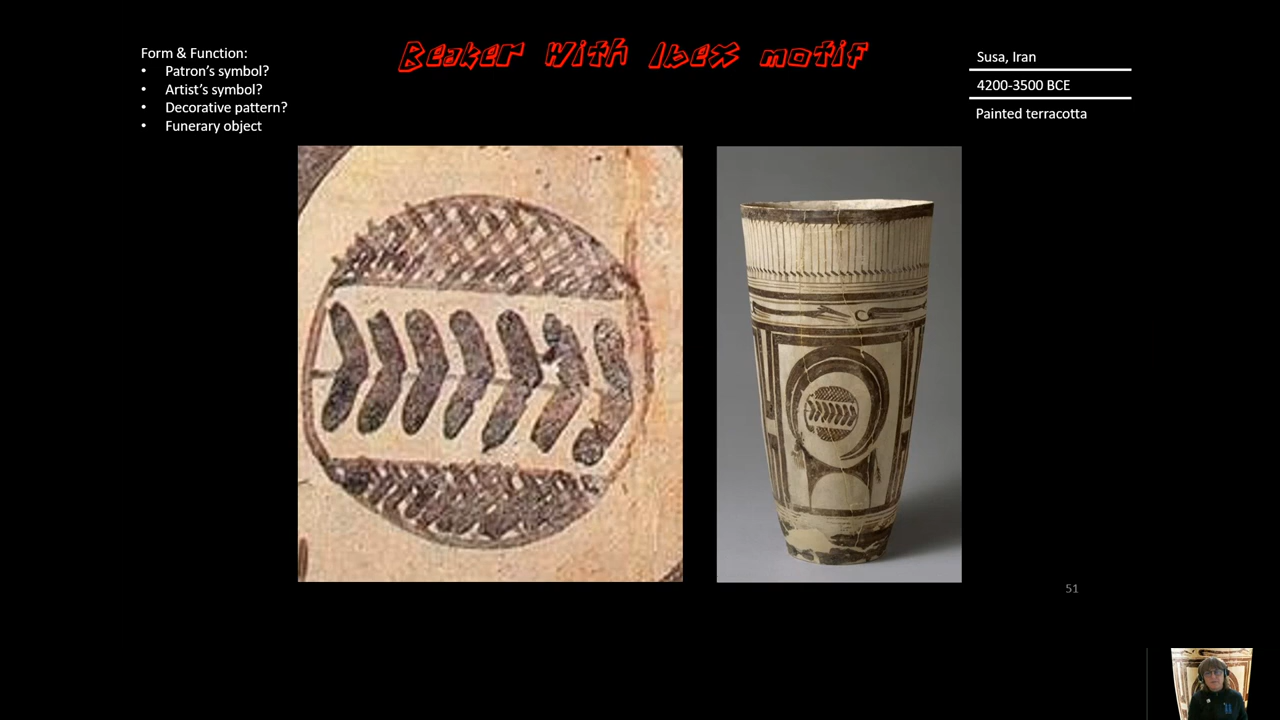 Beaker With Ibex motif
Form & Function:
• Patron's symbol?
• Artist's symbol?
• Decorative pattern?
• Funerary object
Susa, Iran
4200-3500 BCE
Painted terracotta
51